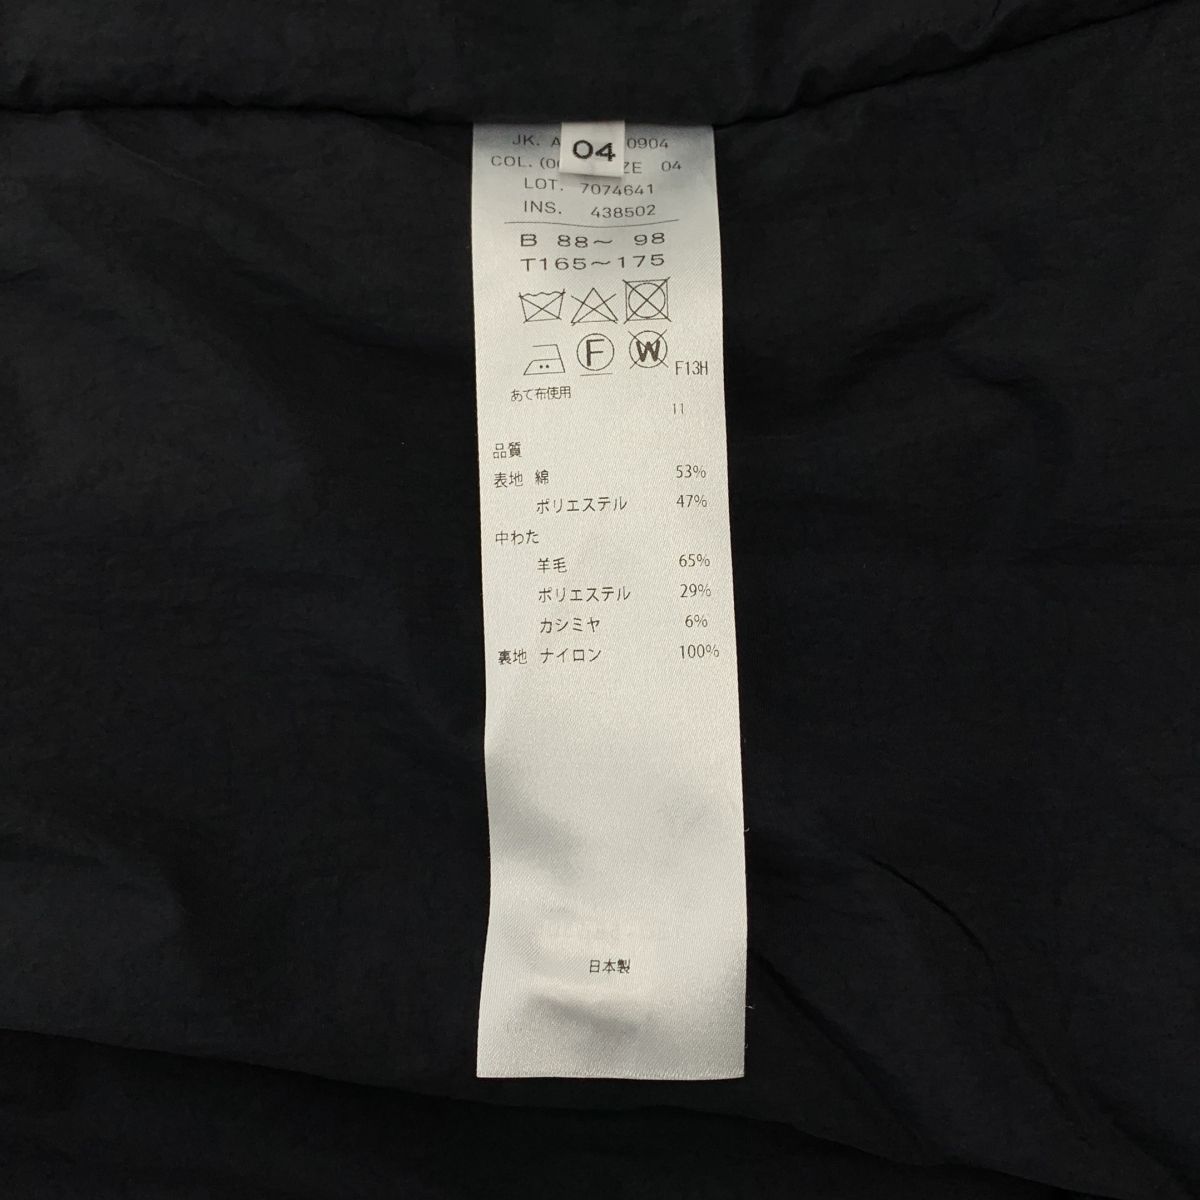 JK. 0904
04
COL. 04
LOT. 7074641
INS. 438502
B 88～ 98
T165～175
F W F13H
あて布使用
11
品質
表地 綿 53%
ポリエステル 47%
中わた
羊毛 65%
ポリエステル 29%
カシミヤ 6%
裏地 ナイロン 100%
日本製